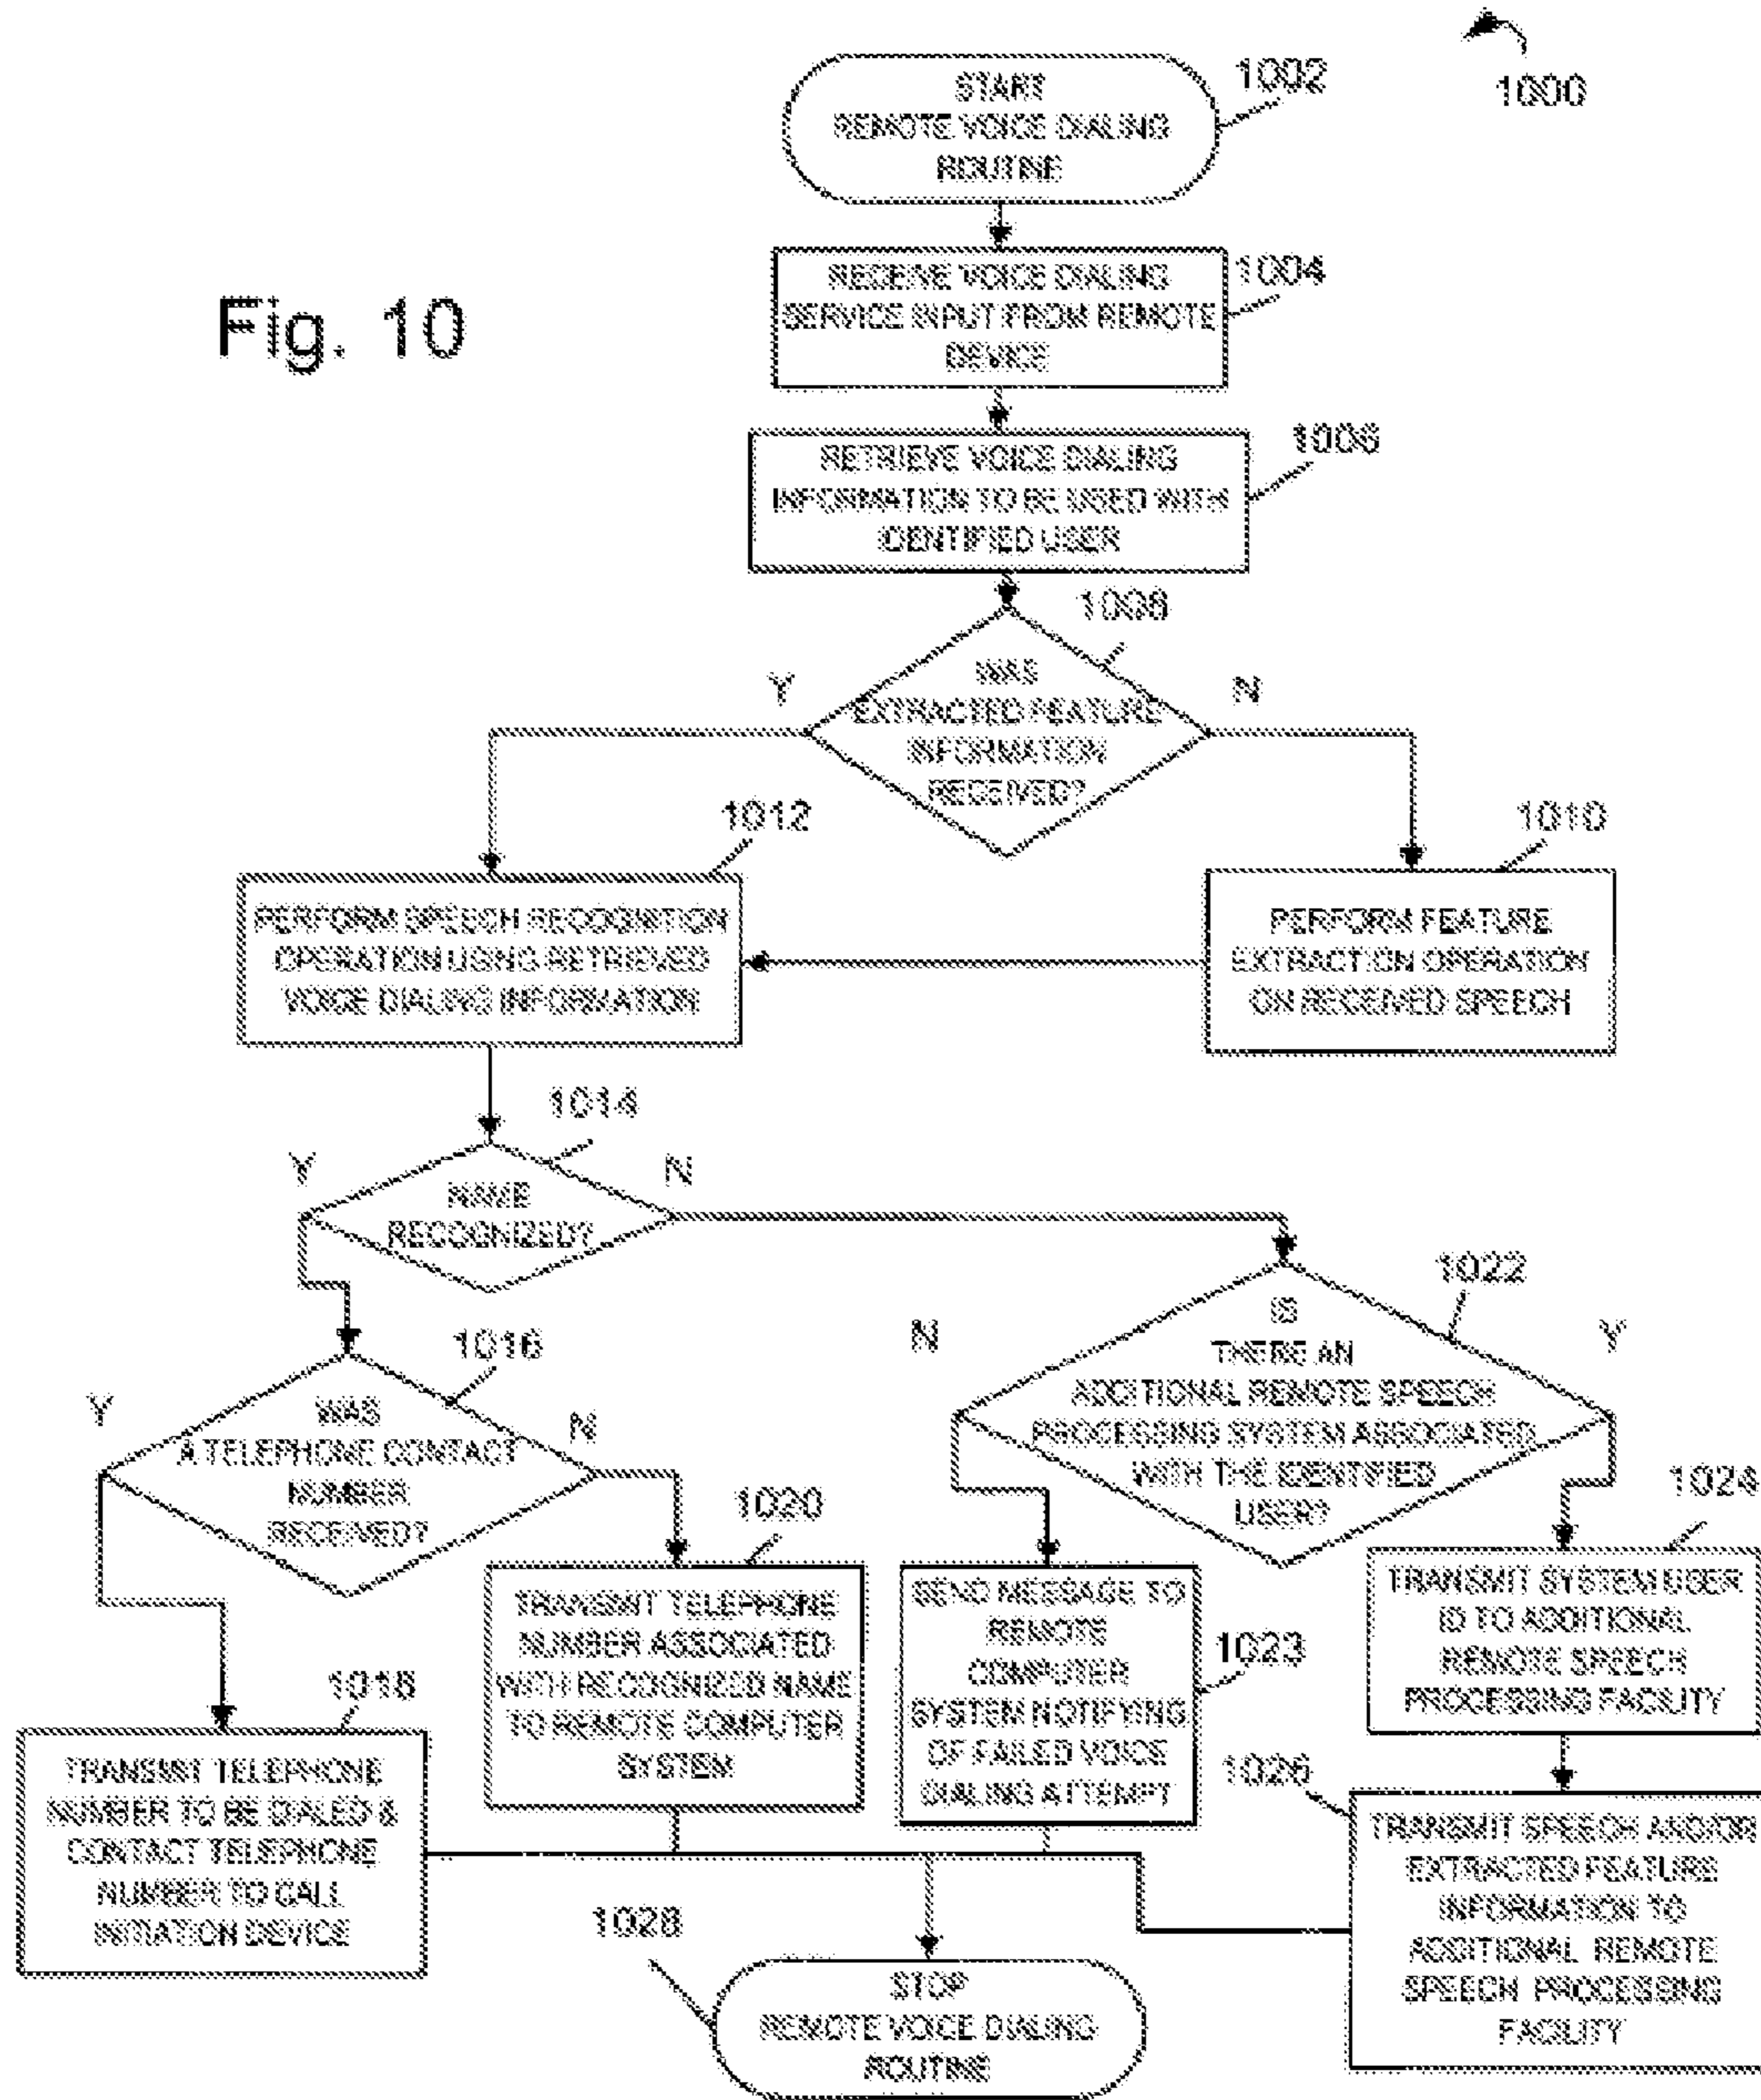 1000
START
REMOTE VOICE DIALING
ROUTINE
1002
Fig. 10
RECEIVE VOICE DIALING
SERVICE INPUT FROM REMOTE
DEVICE
1004
RETRIEVE VOICE DIALING
INFORMATION TO BE USED WITH
IDENTIFIED USER
1006
1008
Y
WAS
EXTRACTED FEATURE
INFORMATION
RECEIVED?
N
1012
PERFORM SPEECH RECOGNITION
OPERATION USING RETRIEVED
VOICE DIALING INFORMATION
1010
PERFORM FEATURE
EXTRACTION OPERATION
ON RECEIVED SPEECH
1014
Y
NAME
RECOGNIZED?
N
1016
Y
WAS
A TELEPHONE CONTACT
NUMBER
RECEIVED?
N
1022
N
IS
THERE AN
ADDITIONAL REMOTE SPEECH
PROCESSING SYSTEM ASSOCIATED
WITH THE IDENTIFIED
USER?
Y
1018
TRANSMIT TELEPHONE
NUMBER TO BE DIALED &
CONTACT TELEPHONE
NUMBER TO CALL
INITIATION DEVICE
1020
TRANSMIT TELEPHONE
NUMBER ASSOCIATED
WITH RECOGNIZED NAME
TO REMOTE COMPUTER
SYSTEM
SEND MESSAGE TO
REMOTE
COMPUTER
SYSTEM NOTIFYING
OF FAILED VOICE
DIALING ATTEMPT
1023
1024
TRANSMIT SYSTEM USER
ID TO ADDITIONAL
REMOTE SPEECH
PROCESSING FACILITY
1026
TRANSMIT SPEECH AND/OR
EXTRACTED FEATURE
INFORMATION TO
ADDITIONAL REMOTE
SPEECH PROCESSING
FACILITY
1028
STOP
REMOTE VOICE DIALING
ROUTINE